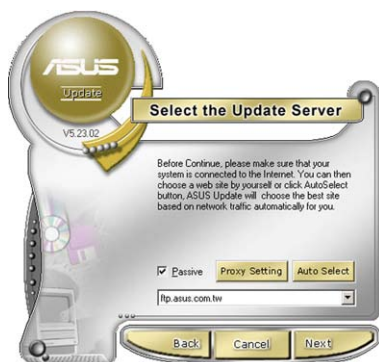 ASUS
Update
V5.23.02
Select the Update Server
Before Continue, please make sure that your
system is connected to the Internet. You can then
choose a web site by yourself or click AutoSelect
button, ASUS Update will choose the best site
based on network traffic automatically for you.
Passive
Proxy Setting
Auto Select
ftp.asus.com.tw
Back
Cancel
Next